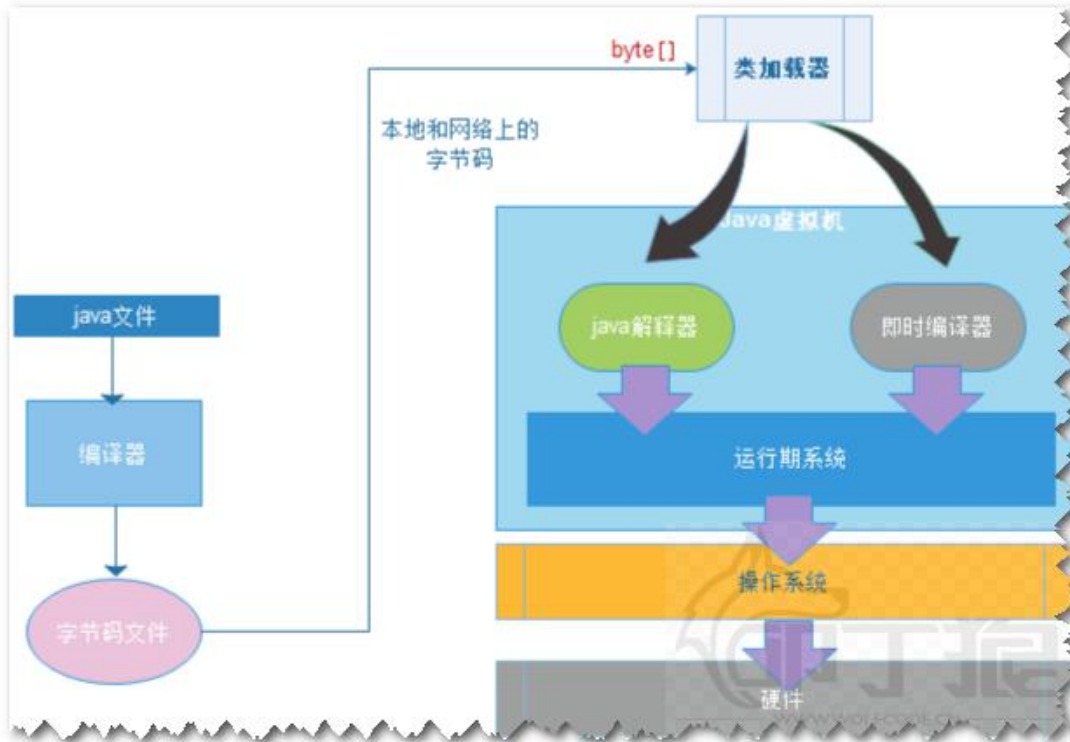 byte[]
类加载器
本地和网络上的
字节码
Java虚拟机
java文件
java解释器
即时编译器
编译器
运行期系统
操作系统
字节码文件
硬件